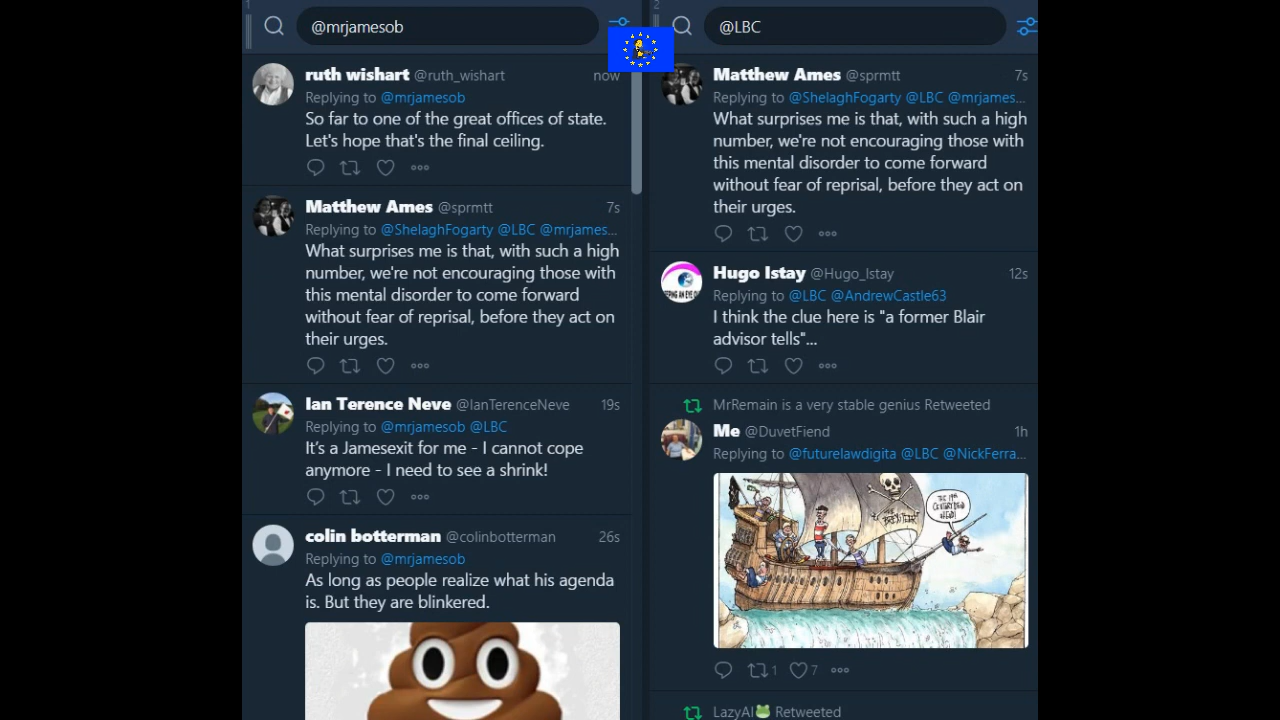 1
@mrjamesob
ruth wishart @ruth_wishart now
Replying to @mrjamesob
So far to one of the great offices of state.
Let's hope that's the final ceiling.
Matthew Ames @sprmtt 7s
Replying to @ShelaghFogarty @LBC @mrjames...
What surprises me is that, with such a high
number, we're not encouraging those with
this mental disorder to come forward
without fear of reprisal, before they act on
their urges.
Ian Terence Neve @IanTerenceNeve 19s
Replying to @mrjamesob @LBC
It's a Jamesexit for me - I cannot cope
anymore - I need to see a shrink!
colin botterman @colinbotterman 26s
Replying to @mrjamesob
As long as people realize what his agenda
is. But they are blinkered.
2
@LBC
Matthew Ames @sprmtt 7s
Replying to @ShelaghFogarty @LBC @mrjames...
What surprises me is that, with such a high
number, we're not encouraging those with
this mental disorder to come forward
without fear of reprisal, before they act on
their urges.
Hugo Istay @Hugo_Istay 12s
Replying to @LBC @AndrewCastle63
I think the clue here is "a former Blair
advisor tells"...
MrRemain is a very stable genius Retweeted
Me @DuvetFiend 1h
Replying to @futurelawdigita @LBC @NickFerra...
THE 19th
CENTURY
AHEAD!
1 7
LazyAl🐸 Retweeted